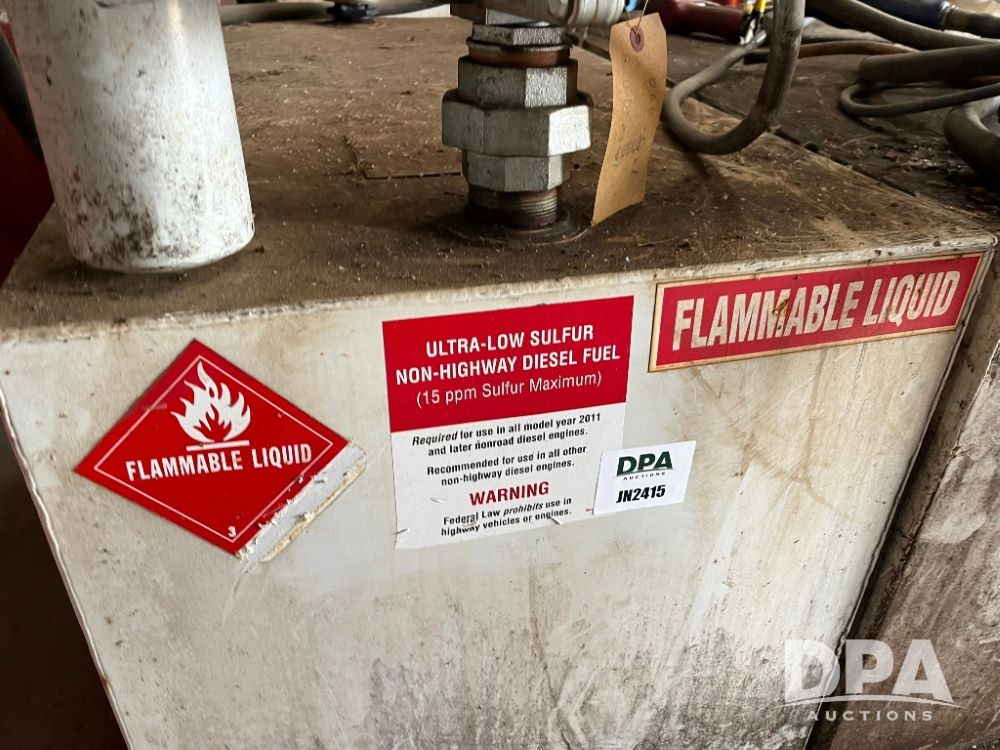 FLAMMABLE LIQUID
3
ULTRA-LOW SULFUR
NON-HIGHWAY DIESEL FUEL
(15 ppm Sulfur Maximum)
Required for use in all model year 2011
and later nonroad diesel engines.
Recommended for use in all other
non-highway diesel engines.
WARNING
Federal Law prohibits use in
highway vehicles or engines.
FLAMMABLE LIQUID
DPA
AUCTIONS
JN2415
DPA
AUCTIONS